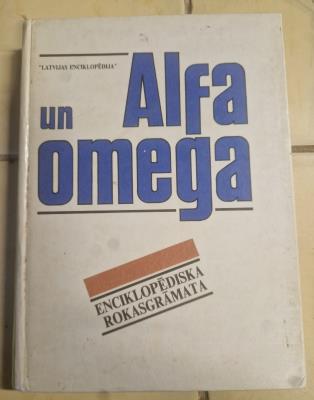 "LATVIJAS ENCIKLOPĒDIJA"
Alfa
un
omega
ENCIKLOPĒDISKA
ROKASGRĀMATA